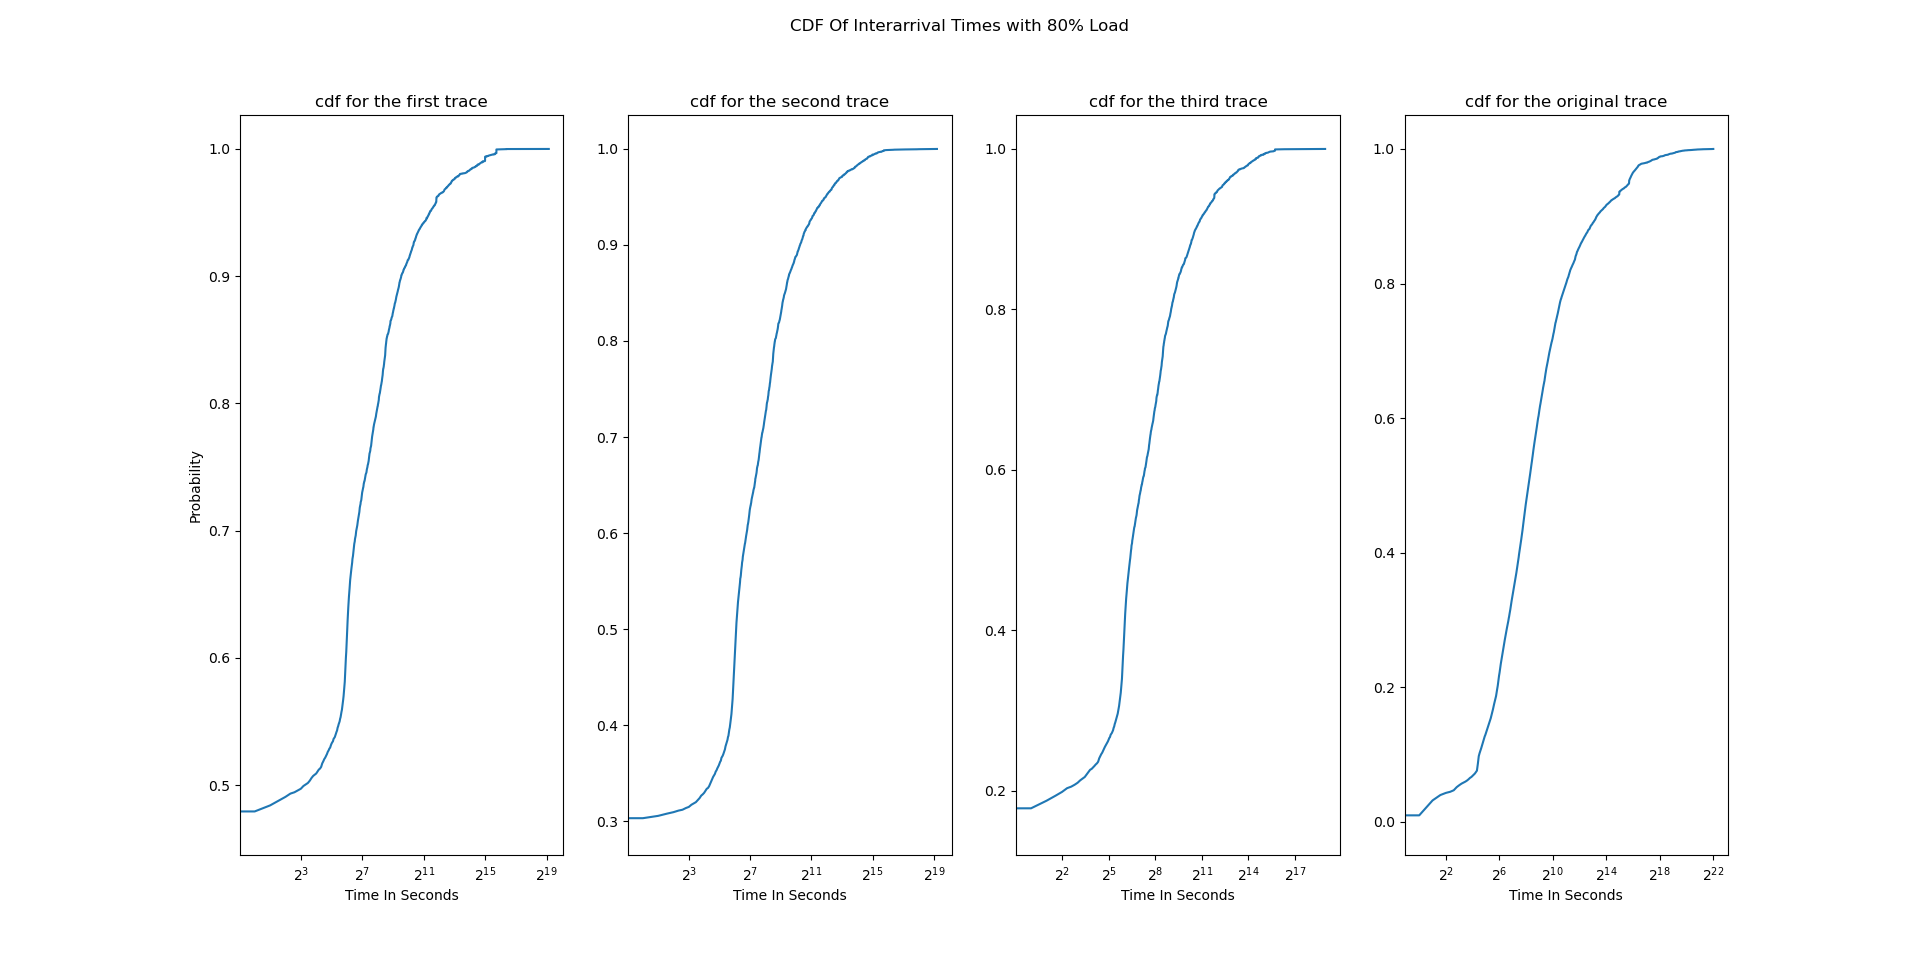 CDF Of Interarrival Times with 80% Load
cdf for the first trace
1.0
0.9
0.8
0.7
0.6
0.5
Probability
2^3 2^7 2^11 2^15 2^19
Time In Seconds
cdf for the second trace
1.0
0.9
0.8
0.7
0.6
0.5
0.4
0.3
2^3 2^7 2^11 2^15 2^19
Time In Seconds
cdf for the third trace
1.0
0.8
0.6
0.4
0.2
2^2 2^5 2^8 2^11 2^14 2^17
Time In Seconds
cdf for the original trace
1.0
0.8
0.6
0.4
0.2
0.0
2^2 2^6 2^10 2^14 2^18 2^22
Time In Seconds